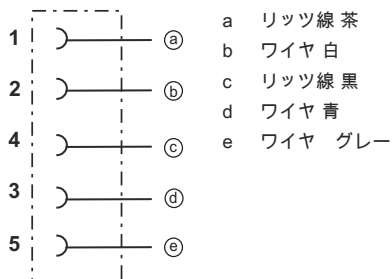 1 ⓐ
2 ⓑ
4 ⓒ
3 ⓓ
5 ⓔ
a リッツ線 茶
b ワイヤ 白
c リッツ線 黒
d ワイヤ 青
e ワイヤ　グレー